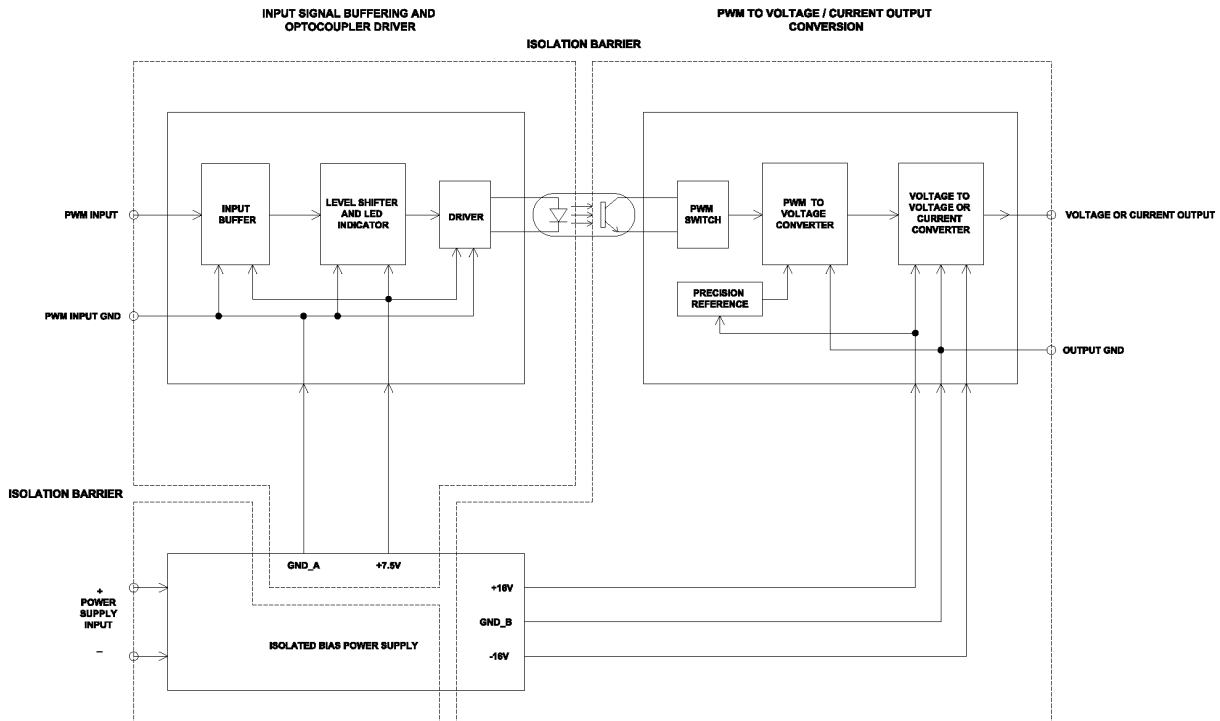 INPUT SIGNAL BUFFERING AND
OPTOCOUPLER DRIVER
PWM TO VOLTAGE / CURRENT OUTPUT
CONVERSION
ISOLATION BARRIER
PWM INPUT
INPUT
BUFFER
LEVEL SHIFTER
AND LED
INDICATOR
DRIVER
PWM
SWITCH
PWM TO
VOLTAGE
CONVERTER
VOLTAGE TO
VOLTAGE OR
CURRENT
CONVERTER
VOLTAGE OR CURRENT OUTPUT
PRECISION
REFERENCE
PWM INPUT GND
OUTPUT GND
ISOLATION BARRIER
GND_A
+7.5V
+
POWER
SUPPLY
INPUT
–
ISOLATED BIAS POWER SUPPLY
+16V
GND_B
-16V